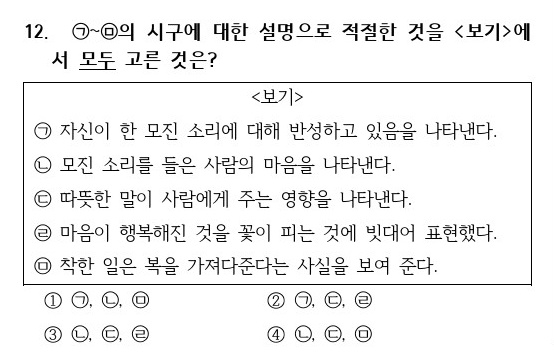 12. ㉠~㉤의 시구에 대한 설명으로 적절한 것을 <보기>에
서 모두 고른 것은?
<보기>
㉠ 자신이 한 모진 소리에 대해 반성하고 있음을 나타낸다.
㉡ 모진 소리를 들은 사람의 마음을 나타낸다.
㉢ 따뜻한 말이 사람에게 주는 영향을 나타낸다.
㉣ 마음이 행복해진 것을 꽃이 피는 것에 빗대어 표현했다.
㉤ 착한 일은 복을 가져다준다는 사실을 보여 준다.
① ㉠, ㉡, ㉤ ② ㉠, ㉢, ㉣
③ ㉡, ㉢, ㉣ ④ ㉡, ㉢, ㉤